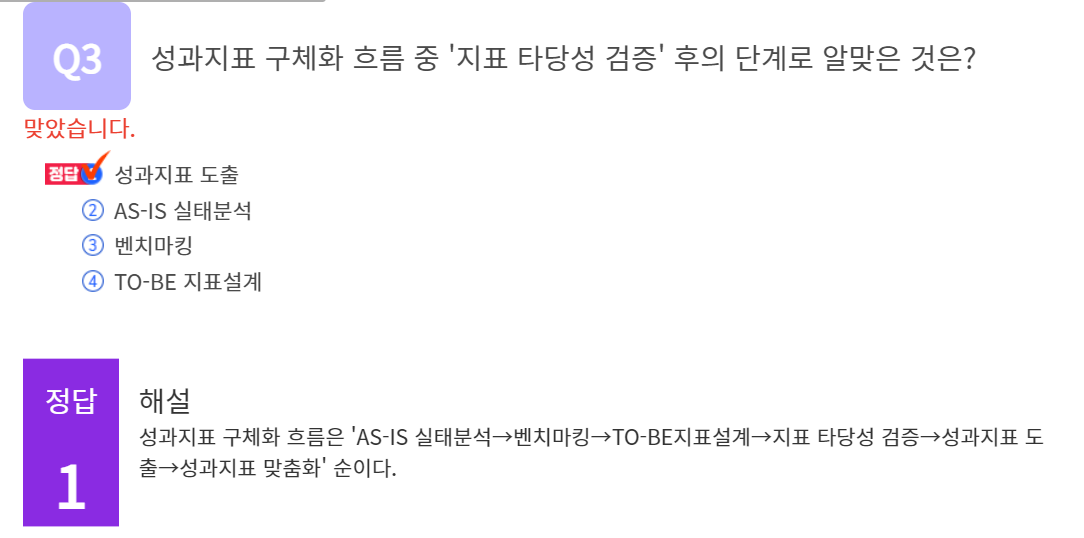 Q3 성과지표 구체화 흐름 중 '지표 타당성 검증' 후의 단계로 알맞은 것은?
맞았습니다.
정답 성과지표 도출
② AS-IS 실태분석
③ 벤치마킹
④ TO-BE 지표설계
정답
1
해설
성과지표 구체화 흐름은 'AS-IS 실태분석→벤치마킹→TO-BE지표설계→지표 타당성 검증→성과지표 도
출→성과지표 맞춤화' 순이다.